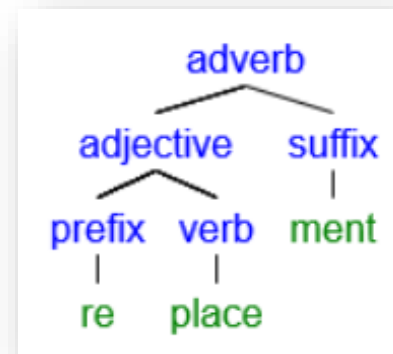 adverb
adjective suffix
prefix verb ment
re place